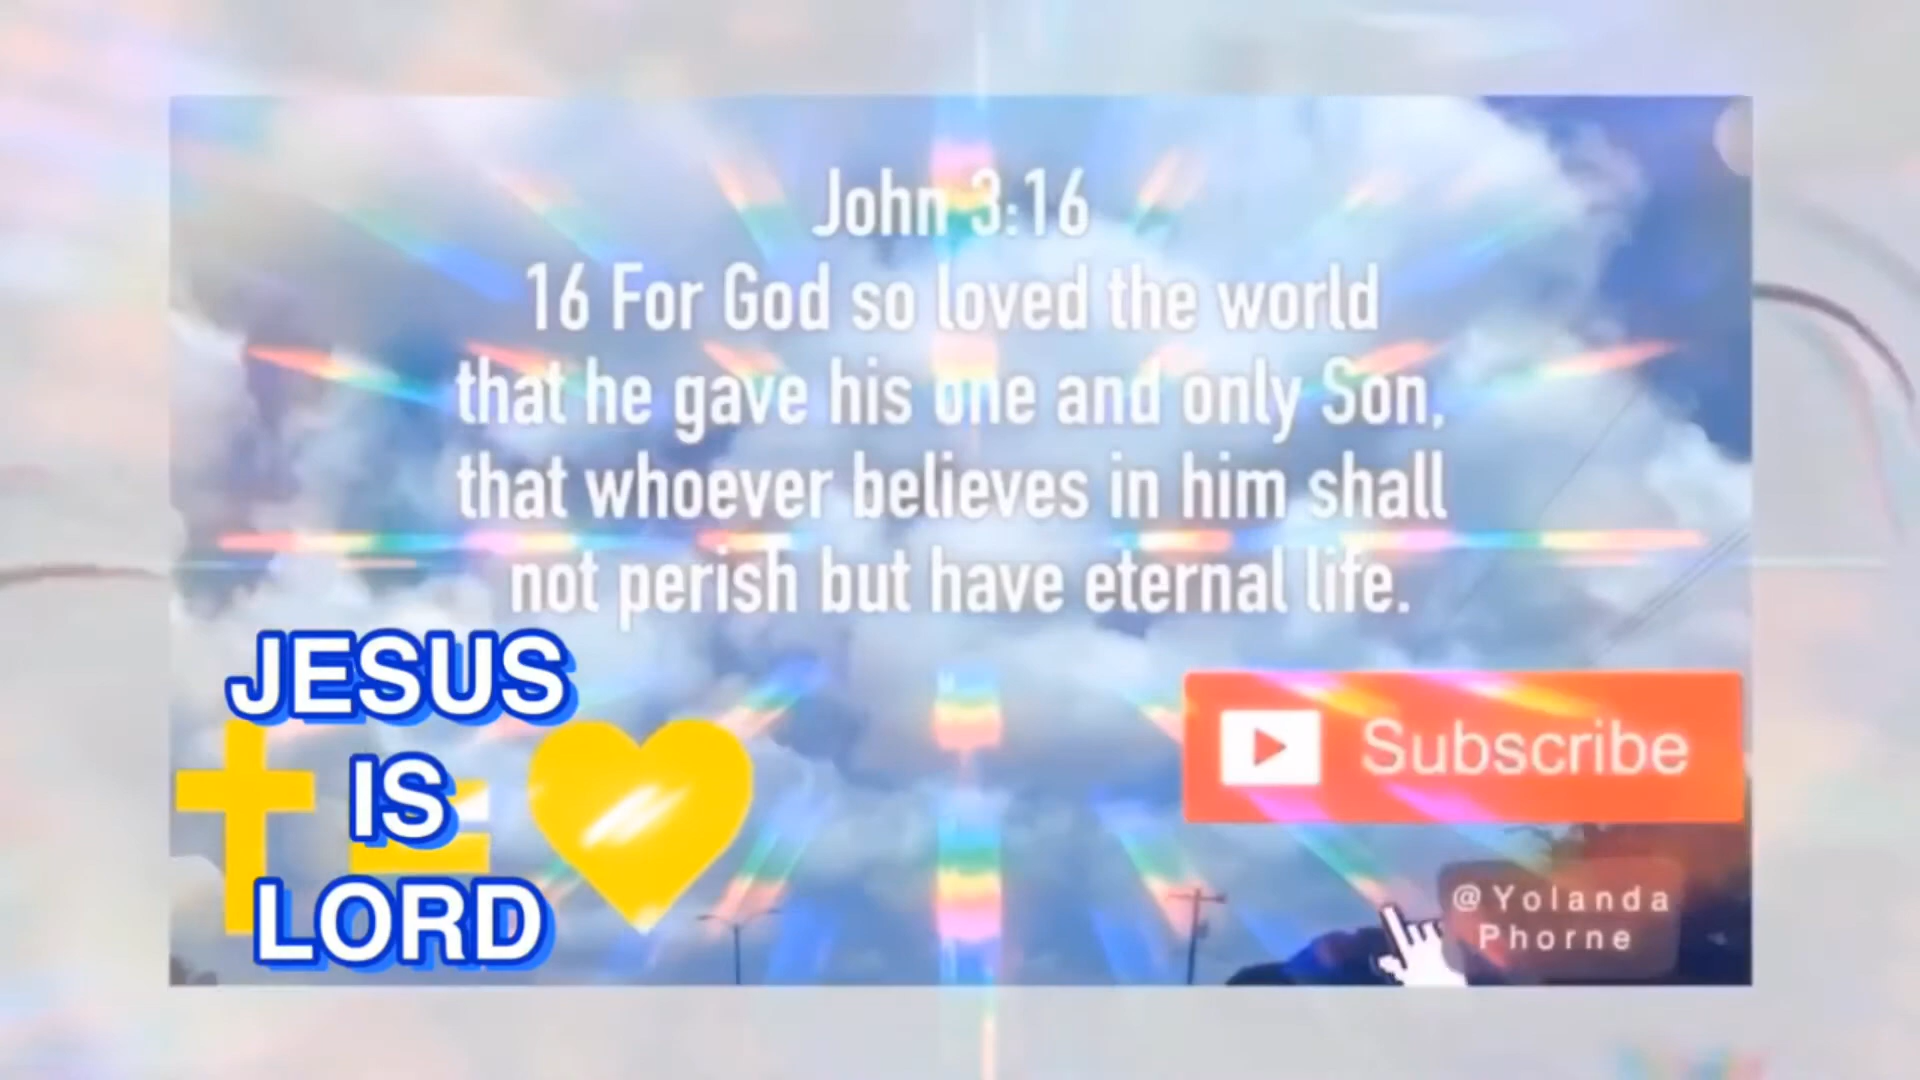 John 3:16
16 For God so loved the world
that he gave his one and only Son,
that whoever believes in him shall
not perish but have eternal life.
JESUS
IS
LORD
Subscribe
@Yolanda
Phorne